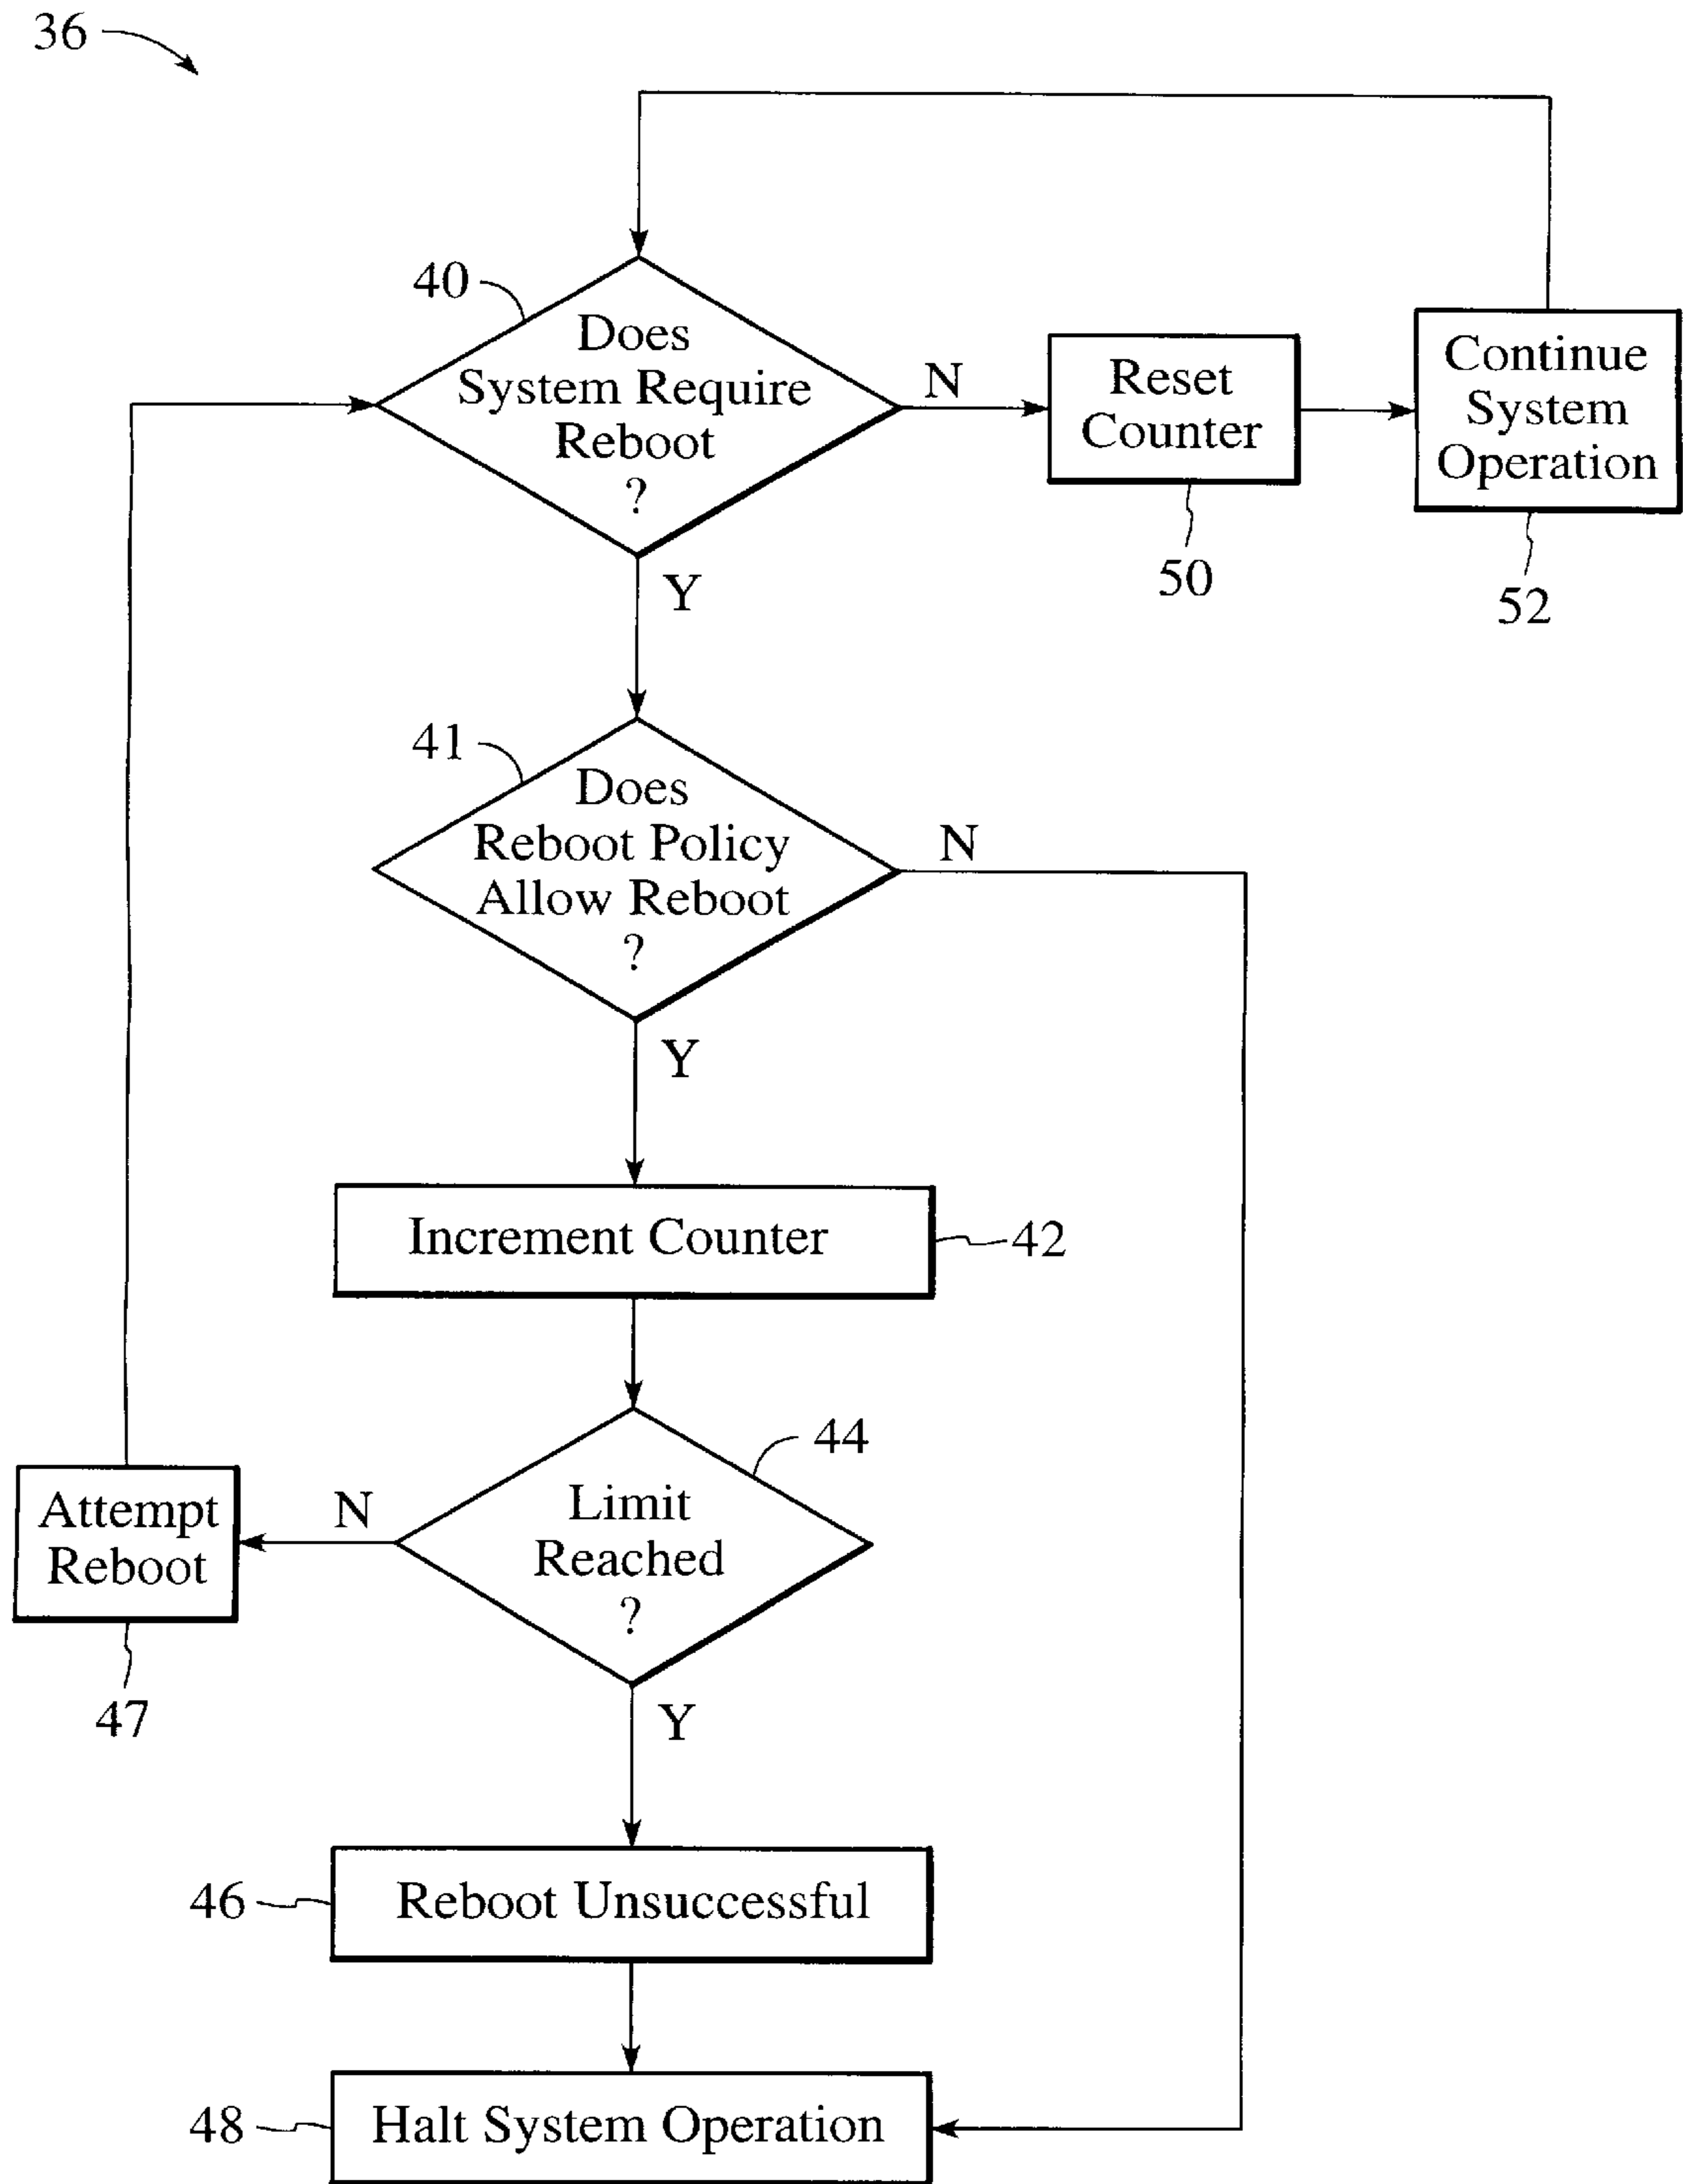 36
40
Does
System Require
Reboot
?
N
Reset
Counter
50
Continue
System
Operation
52
Y
41
Does
Reboot Policy
Allow Reboot
?
N
Y
Increment Counter
42
44
Limit
Reached
?
N
Attempt
Reboot
47
Y
46
Reboot Unsuccessful
48
Halt System Operation